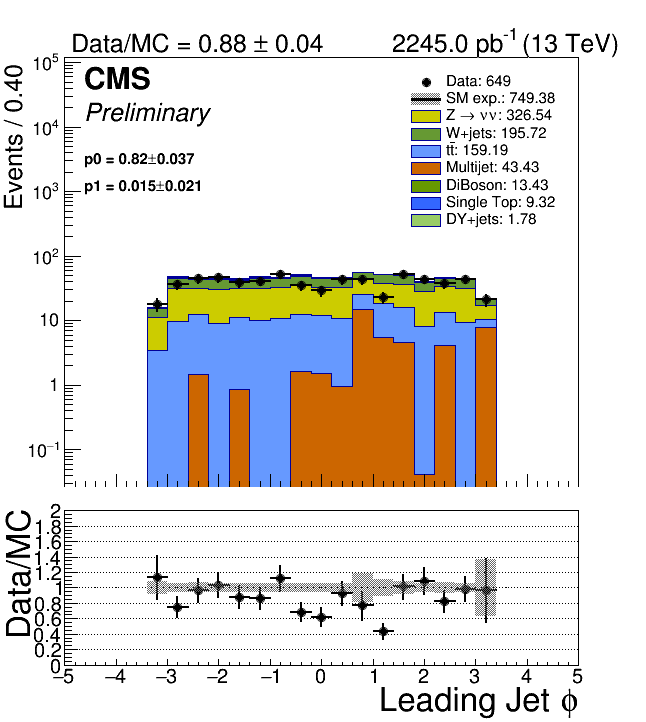 Data/MC = 0.88 ± 0.04 2245.0 pb⁻¹ (13 TeV)
Events / 0.40
CMS
Preliminary
p0 = 0.82±0.037
p1 = 0.015±0.021
Data: 649
SM exp.: 749.38
Z → νν: 326.54
W+jets: 195.72
tt̄: 159.19
Multijet: 43.43
DiBoson: 13.43
Single Top: 9.32
DY+jets: 1.78
10⁵
10⁴
10³
10²
10
1
10⁻¹
Data/MC
2
1.8
1.6
1.4
1.2
1
0.8
0.6
0.4
0.2
0
−5 −4 −3 −2 −1 0 1 2 3 4 5
Leading Jet ϕ